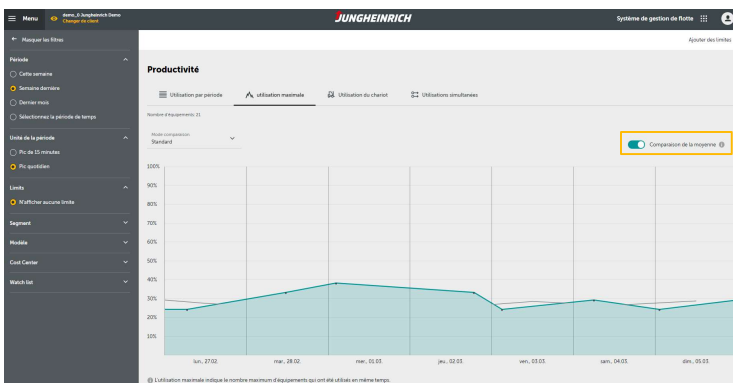 Menu
demo_0 Jungheinrich Demo
Changer de client
JUNGHEINRICH
Système de gestion de flotte
Masquer les filtres
Ajouter des limites
Période
Cette semaine
Semaine dernière
Dernier mois
Sélectionnez la période de temps
Unité de la période
Pic de 15 minutes
Pic quotidien
Limits
N'afficher aucune limite
Segment
Modèle
Cost Center
Watch list
Productivité
Utilisation par période
utilisation maximale
Utilisation du chariot
Utilisations simultanées
Nombre d'équipements: 21
Mode comparaison
Standard
Comparaison de la moyenne
100%
90%
80%
70%
60%
50%
40%
30%
20%
10%
lun., 27.02.
mar., 28.02.
mer., 01.03.
jeu., 02.03.
ven., 03.03.
sam., 04.03.
dim., 05.03.
L'utilisation maximale indique le nombre maximum d'équipements qui ont été utilisés en même temps